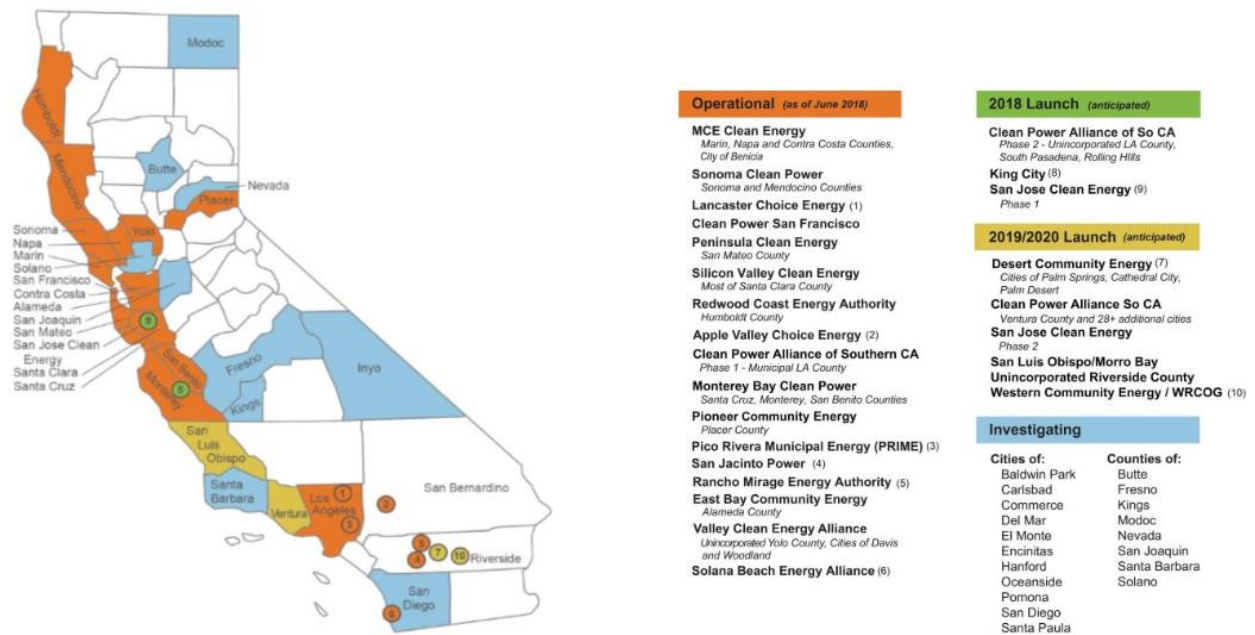 Modoc
Humboldt
Mendocino
Butte
Nevada
Placer
Yolo
Sonoma
Napa
Marin
Solano
San Francisco
Contra Costa
Alameda
San Joaquin
San Mateo
San Jose Clean
Energy
Santa Clara
Santa Cruz
9
San Benito
Monterey
8
Fresno
Kings
Inyo
San
Luis
Obispo
Santa
Barbara
Ventura
Los
Angeles
1
3
2
San Bernardino
5
4
7
10
Riverside
San
Diego
6
Operational (as of June 2018)
MCE Clean Energy
Marin, Napa and Contra Costa Counties,
City of Benicia
Sonoma Clean Power
Sonoma and Mendocino Counties
Lancaster Choice Energy (1)
Clean Power San Francisco
Peninsula Clean Energy
San Mateo County
Silicon Valley Clean Energy
Most of Santa Clara County
Redwood Coast Energy Authority
Humboldt County
Apple Valley Choice Energy (2)
Clean Power Alliance of Southern CA
Phase 1 - Municipal LA County
Monterey Bay Clean Power
Santa Cruz, Monterey, San Benito Counties
Pioneer Community Energy
Placer County
Pico Rivera Municipal Energy (PRIME) (3)
San Jacinto Power (4)
Rancho Mirage Energy Authority (5)
East Bay Community Energy
Alameda County
Valley Clean Energy Alliance
Unincorporated Yolo County, Cities of Davis
and Woodland
Solana Beach Energy Alliance (6)
2018 Launch (anticipated)
Clean Power Alliance of So CA
Phase 2 - Unincorporated LA County,
South Pasadena, Rolling HIlls
King City (8)
San Jose Clean Energy (9)
Phase 1
2019/2020 Launch (anticipated)
Desert Community Energy (7)
Cities of Palm Springs, Cathedral City,
Palm Desert
Clean Power Alliance So CA
Ventura County and 28+ additional cities
San Jose Clean Energy
Phase 2
San Luis Obispo/Morro Bay
Unincorporated Riverside County
Western Community Energy / WRCOG (10)
Investigating
Cities of:
Baldwin Park
Carlsbad
Commerce
Del Mar
El Monte
Encinitas
Hanford
Oceanside
Pomona
San Diego
Santa Paula
Counties of:
Butte
Fresno
Kings
Modoc
Nevada
San Joaquin
Santa Barbara
Solano